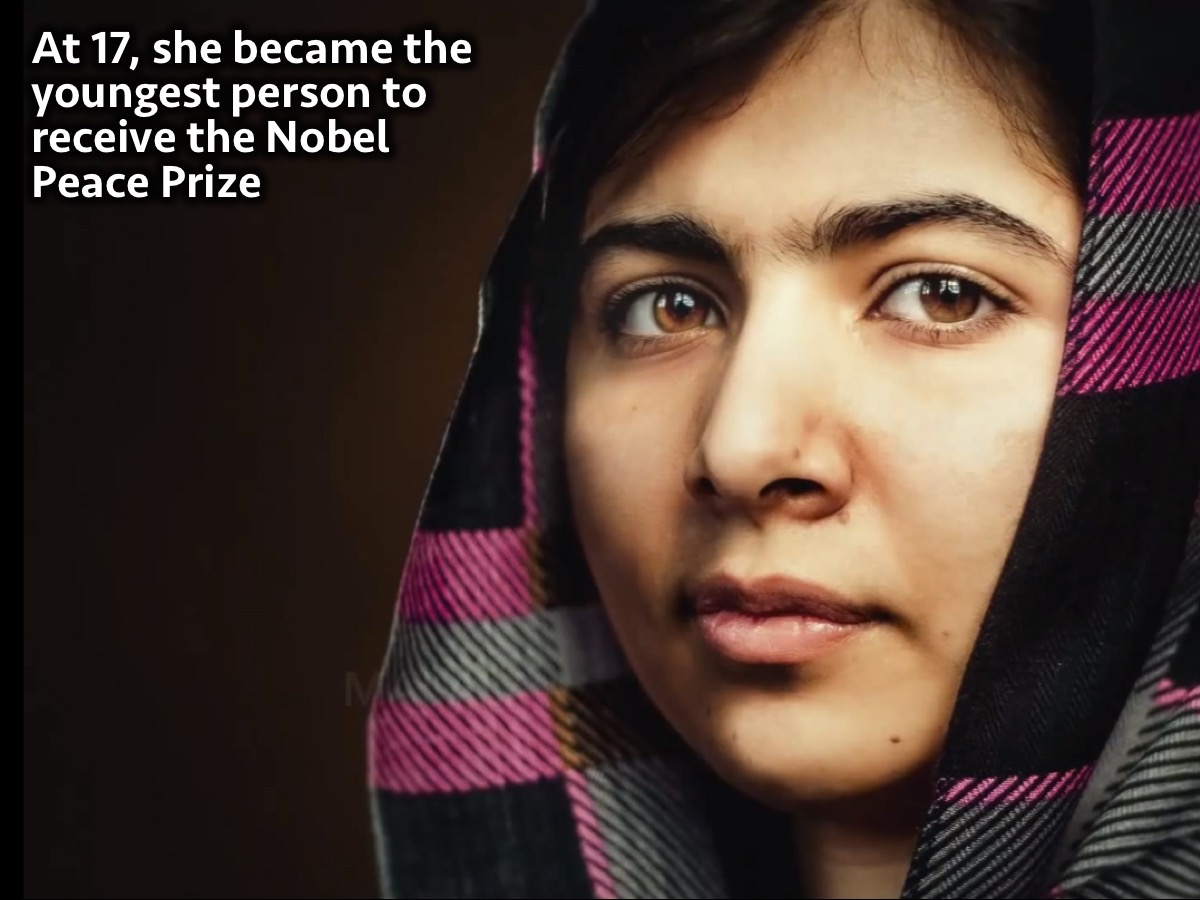 At 17, she became the
youngest person to
receive the Nobel
Peace Prize